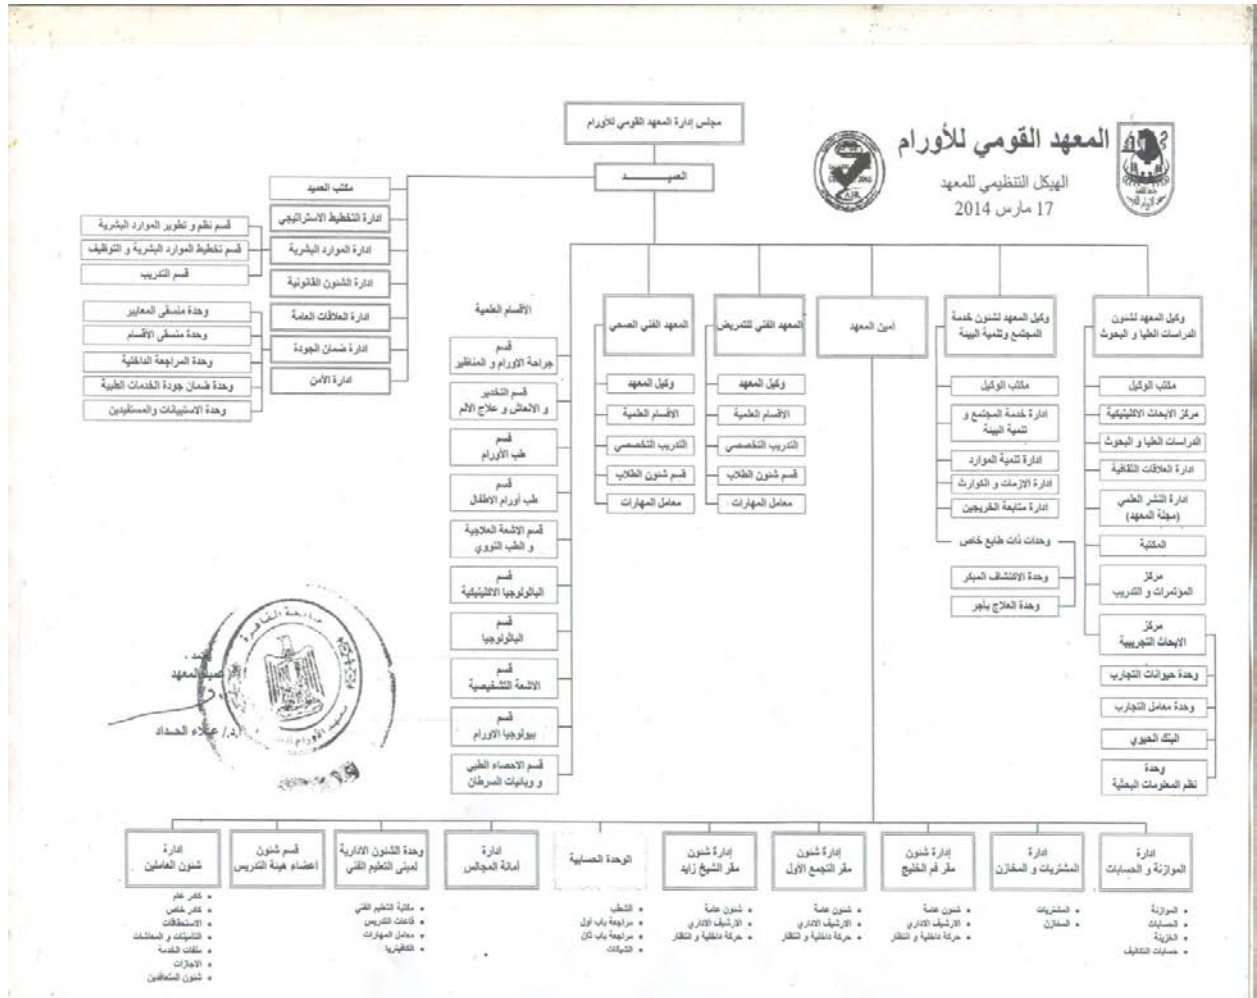 المعهد القومي للأورام
الهيكل التنظيمي للمعهد
17 مارس 2014
مجلس إدارة المعهد القومي للأورام
العميـــــد
مكتب العميد
ادارة التخطيط الاستراتيجي
ادارة الموارد البشرية
ادارة الشئون القانونية
ادارة العلاقات العامة
ادارة ضمان الجودة
ادارة الأمن
قسم نظم و تطوير الموارد البشرية
قسم تخطيط الموارد البشرية و التوظيف
قسم التدريب
وحدة منسقى المعايير
وحدة منسقى الأقسام
وحدة المراجعة الداخلية
وحدة ضمان جودة الخدمات الطبية
وحدة الاستبيانات والمستفيدين
وكيل المعهد لشئون
الدراسات العليا و البحوث
مكتب الوكيل
مركز الابحاث الاكلينيكية
الدراسات العليا و البحوث
ادارة العلاقات الثقافية
ادارة النشر العلمي
(مجلة المعهد)
المكتبة
مركز
المؤتمرات و التدريب
مركز
الابحاث التجريبية
وحدة حيوانات التجارب
وحدة معامل التجارب
البنك الحيوي
وحدة
نظم المعلومات البحثية
وكيل المعهد لشئون خدمة
المجتمع وتنمية البيئة
مكتب الوكيل
ادارة خدمة المجتمع و
تنمية البيئة
ادارة تنمية الموارد
ادارة الازمات و الكوارث
ادارة متابعة الخريجين
وحدات ذات طابع خاص
وحدة الاكتشاف المبكر
وحدة العلاج بأجر
أمين المعهد
المعهد الفني للتمريض
وكيل المعهد
الاقسام العلمية
التدريب التخصصي
قسم شئون الطلاب
معامل المهارات
المعهد الفني الصحي
وكيل المعهد
الاقسام العلمية
التدريب التخصصي
قسم شئون الطلاب
معامل المهارات
الأقسام العلمية
قسم
جراحة الاورام و المناظير
قسم التخدير
و الانعاش و علاج الألم
قسم
طب الأورام
قسم
طب أورام الاطفال
قسم الاشعة العلاجية
و الطب النووي
قسم
الباثولوجيا الاكلينيكية
قسم
الباثولوجيا
قسم
الاشعة التشخيصية
قسم
بيولوجيا الاورام
قسم الاحصاء الطبي
و وبائيات السرطان
جامعة القاهرة
عميد المعهد
أ.د/ علاء الحداد
ادارة
الموازنة و الحسابات
الموازنة
الحسابات
الخزينة
حسابات التكاليف
ادارة
المشتريات و المخازن
المشتريات
المخازن
إدارة شئون
مقر فم الخليج
شئون عامة
الارشيف الاداري
حركة داخلية و انتظار
إدارة شئون
مقر التجمع الأول
شئون عامة
الارشيف الاداري
حركة داخلية و انتظار
إدارة شئون
مقر الشيخ زايد
شئون عامة
الارشيف الاداري
حركة داخلية و انتظار
الوحدة الحسابية
الشطب
مراجعة باب اول
مراجعة باب ثان
الشيكات
ادارة
أمانة المجالس
وحدة الشئون الادارية
لمبنى التعليم الفني
مكتبة التعليم الفني
قاعات التدريس
معامل المهارات
الكافيتريا
قسم شئون
أعضاء هيئة التدريس
ادارة
شئون العاملين
كادر عام
كادر خاص
الاستحقاقات
التأمينات و المعاشات
ملفات الخدمة
الاجازات
شئون المتعاقدين